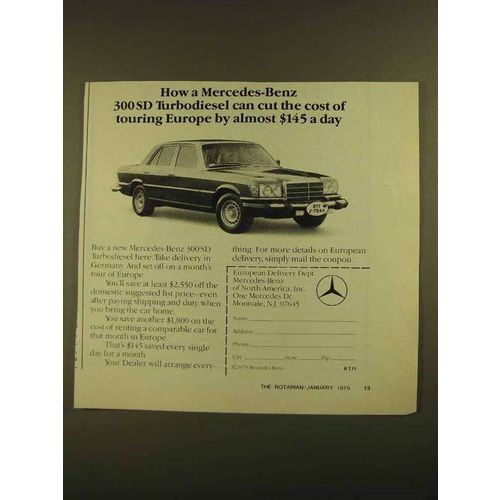 How a Mercedes-Benz
300SD Turbodiesel can cut the cost of
touring Europe by almost $145 a day
Buy a new Mercedes-Benz 300SD
Turbodiesel here. Take delivery in
Germany. And set off on a month's
tour of Europe.
You'll save at least $2,550 off the
domestic suggested list price–even
after paying shipping and duty when
you bring the car home.
You save another $1,800 on the
cost of renting a comparable car for
that month in Europe.
That's $145 saved every single
day for a month.
Your Dealer will arrange every-
thing. For more details on European
delivery, simply mail the coupon.
European Delivery Dept.
Mercedes-Benz
of North America, Inc.
One Mercedes Dr.
Montvale, N.J. 07645
Name
Address
Phone
City State Zip
©1979 Mercedes-Benz
THE ROTARIAN/JANUARY 1979 13